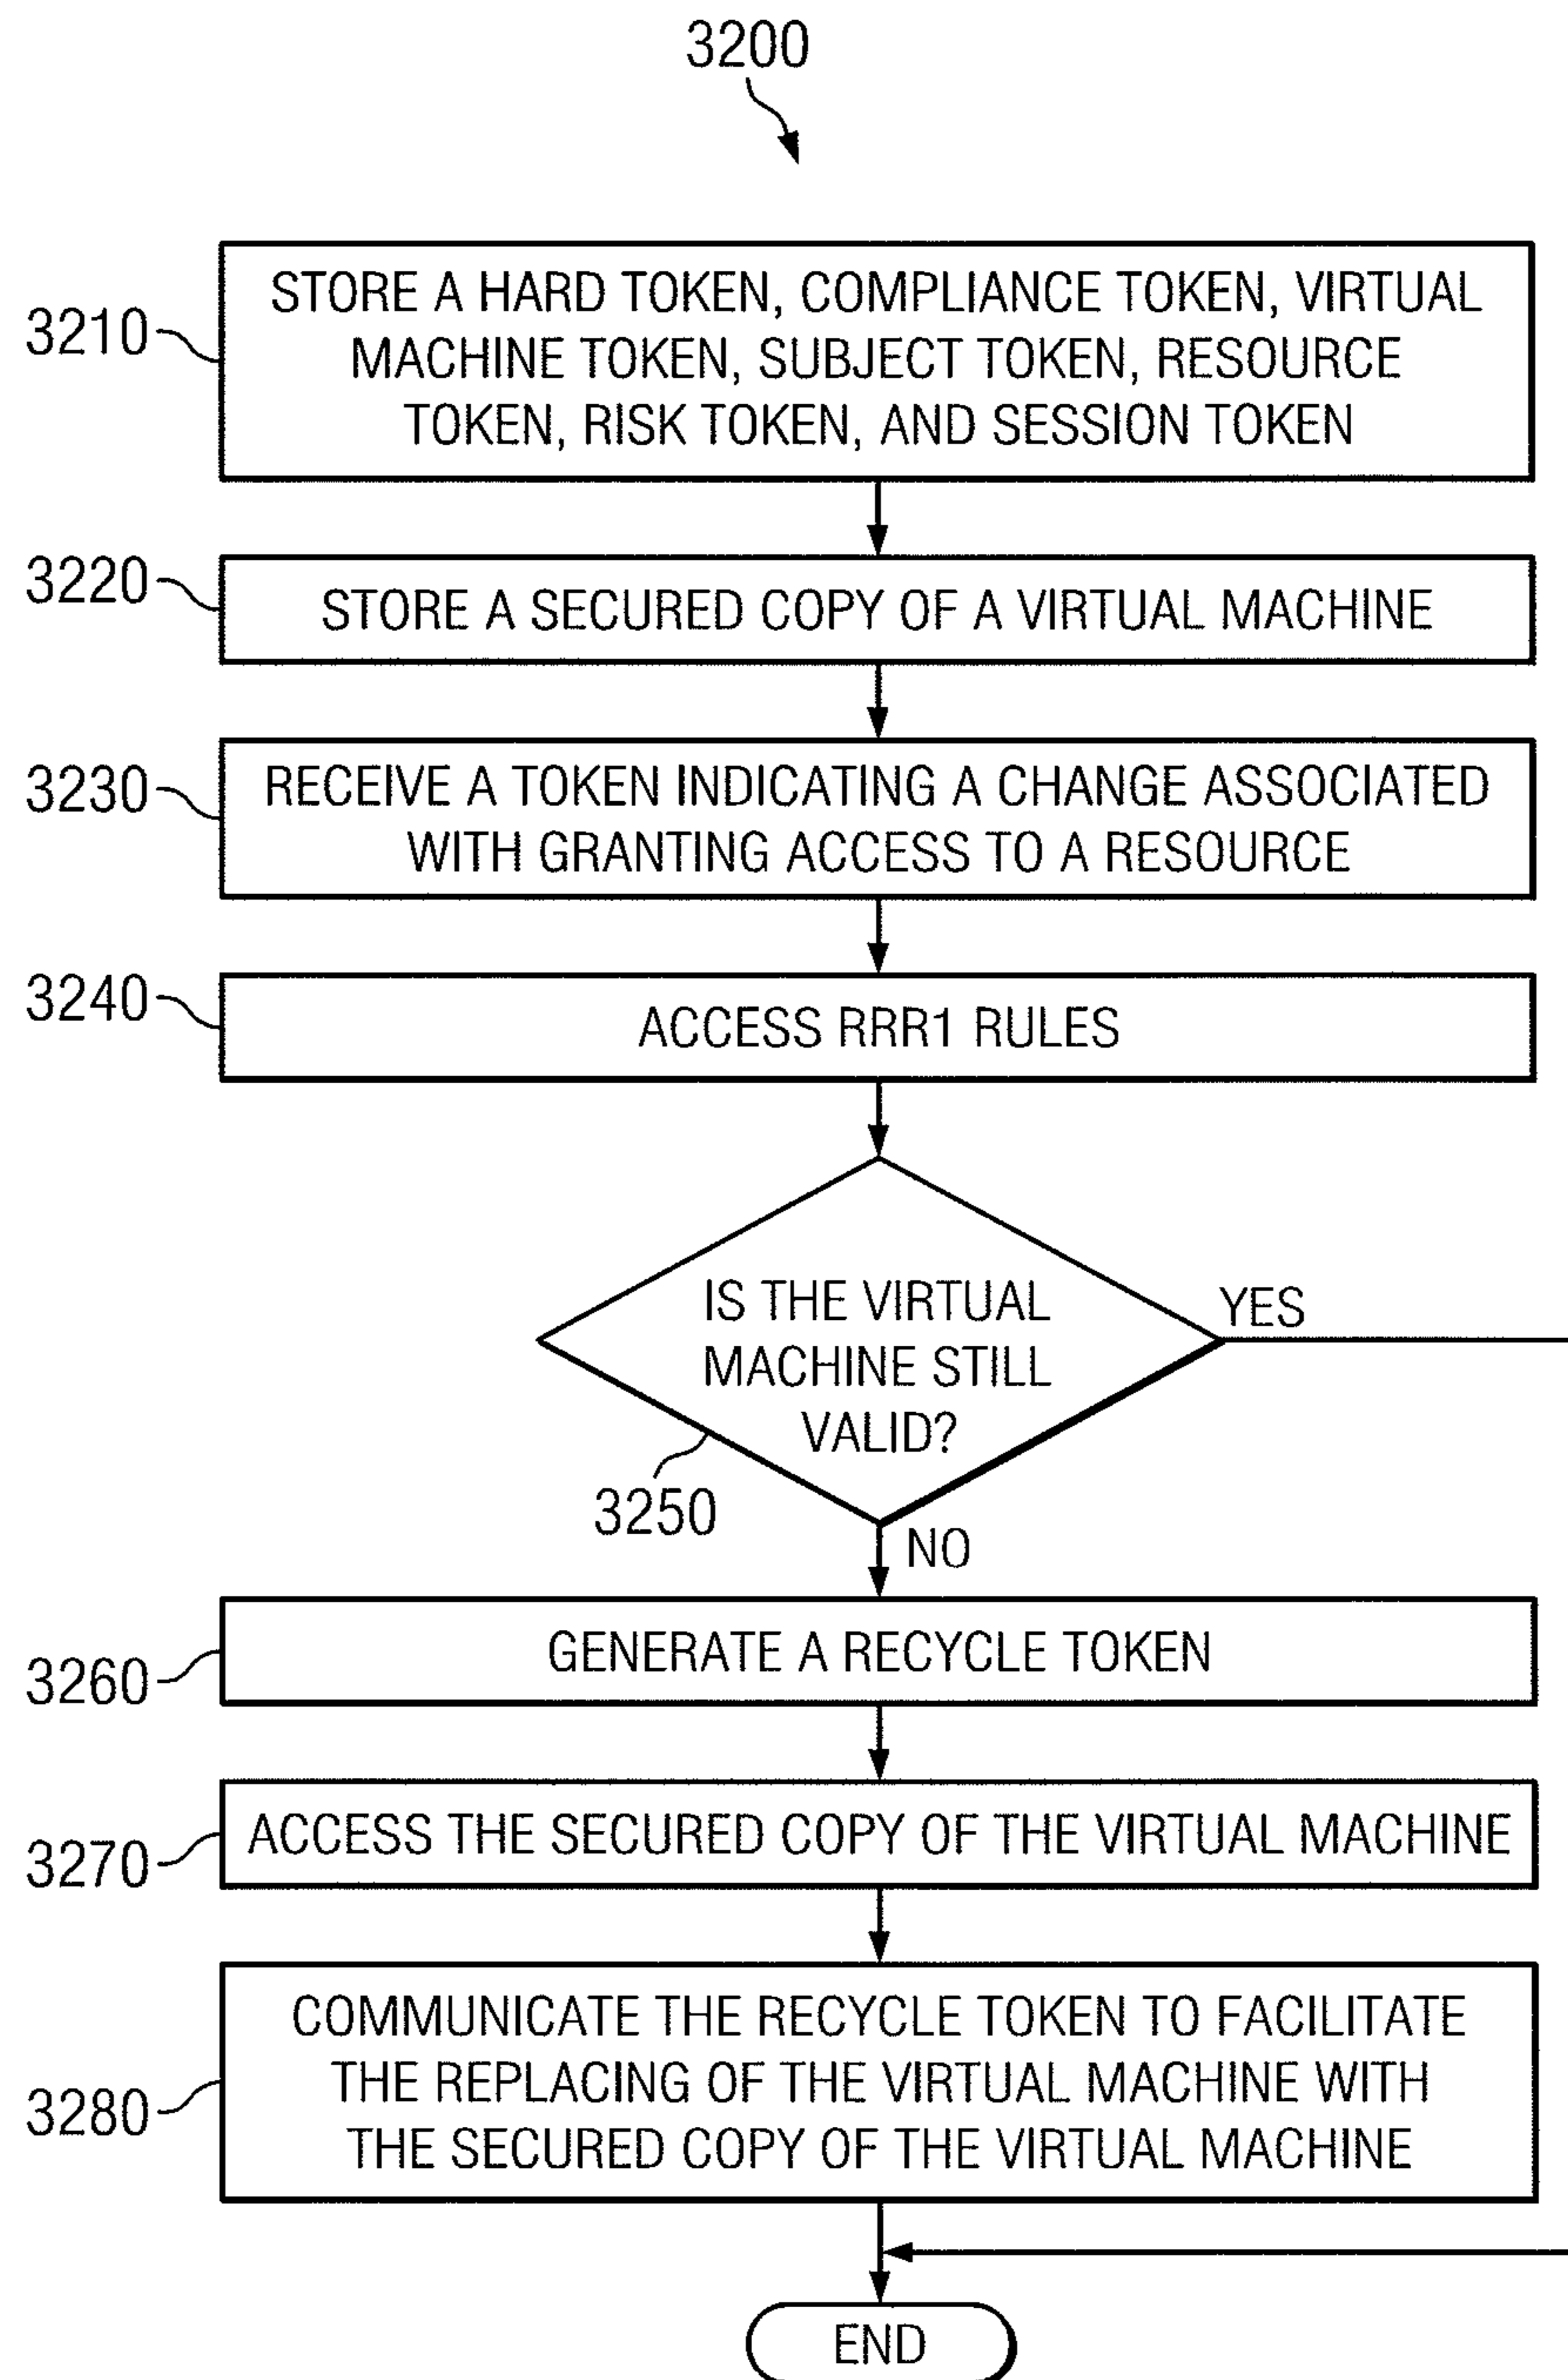 3200
3210
STORE A HARD TOKEN, COMPLIANCE TOKEN, VIRTUAL
MACHINE TOKEN, SUBJECT TOKEN, RESOURCE
TOKEN, RISK TOKEN, AND SESSION TOKEN
3220
STORE A SECURED COPY OF A VIRTUAL MACHINE
3230
RECEIVE A TOKEN INDICATING A CHANGE ASSOCIATED
WITH GRANTING ACCESS TO A RESOURCE
3240
ACCESS RRR1 RULES
IS THE VIRTUAL
MACHINE STILL
VALID?
YES
3250
NO
3260
GENERATE A RECYCLE TOKEN
3270
ACCESS THE SECURED COPY OF THE VIRTUAL MACHINE
3280
COMMUNICATE THE RECYCLE TOKEN TO FACILITATE
THE REPLACING OF THE VIRTUAL MACHINE WITH
THE SECURED COPY OF THE VIRTUAL MACHINE
END